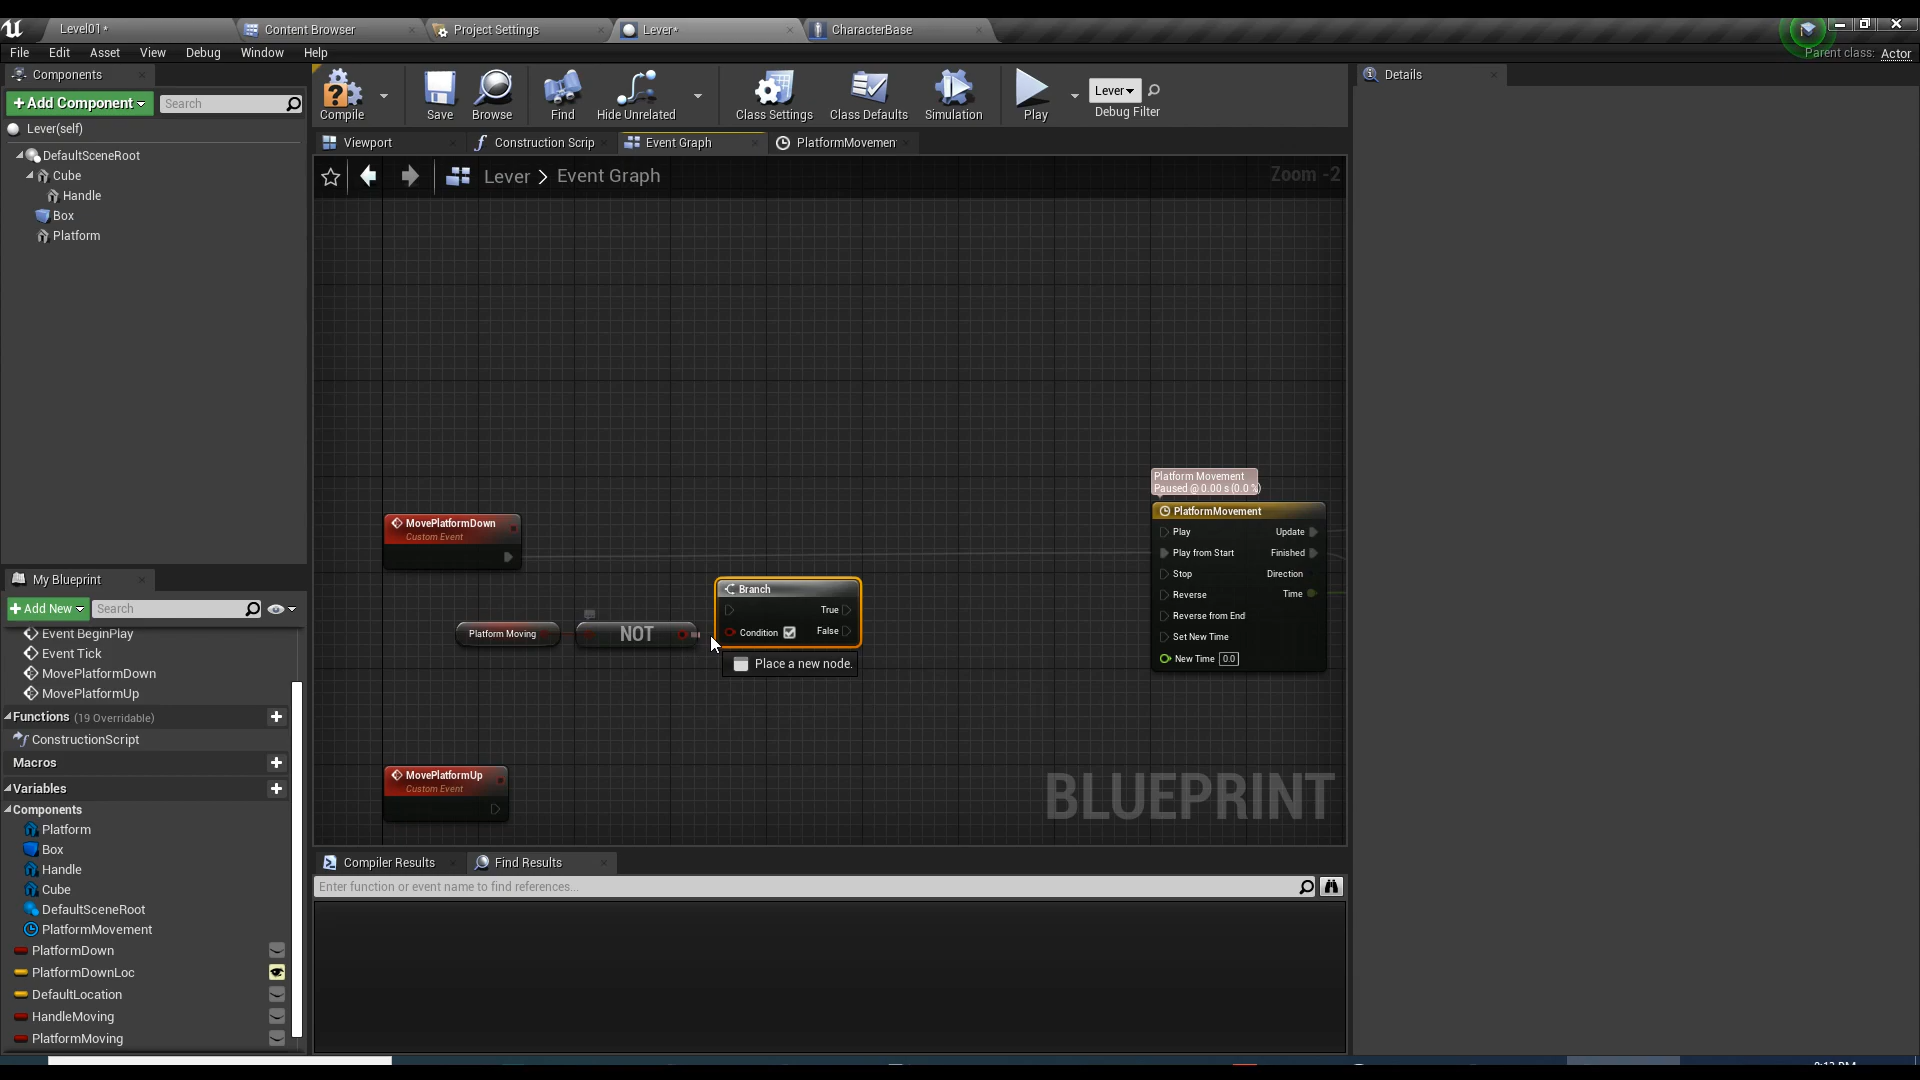 Level01*
Content Browser
Project Settings
Lever*
CharacterBase
File
Edit
Asset
View
Debug
Window
Help
Parent class: Actor
Components
+Add Component
Search
Lever(self)
DefaultSceneRoot
Cube
Handle
Box
Platform
Compile
Save
Browse
Find
Hide Unrelated
Class Settings
Class Defaults
Simulation
Play
Lever
Debug Filter
Details
Viewport
Construction Scrip
Event Graph
PlatformMovemen
Lever > Event Graph
Zoom -2
Platform Movement
Paused @ 0.00 s (0.0 %)
PlatformMovement
Play
Update
Play from Start
Finished
Stop
Direction
Reverse
Time
Reverse from End
Set New Time
New Time 0.0
MovePlatformDown
Custom Event
Branch
True
Condition
False
Platform Moving
NOT
Place a new node.
MovePlatformUp
Custom Event
BLUEPRINT
My Blueprint
+Add New
Search
Event BeginPlay
Event Tick
MovePlatformDown
MovePlatformUp
Functions (19 Overridable)
ConstructionScript
Macros
Variables
Components
Platform
Box
Handle
Cube
DefaultSceneRoot
PlatformMovement
PlatformDown
PlatformDownLoc
DefaultLocation
HandleMoving
PlatformMoving
Compiler Results
Find Results
Enter function or event name to find references...